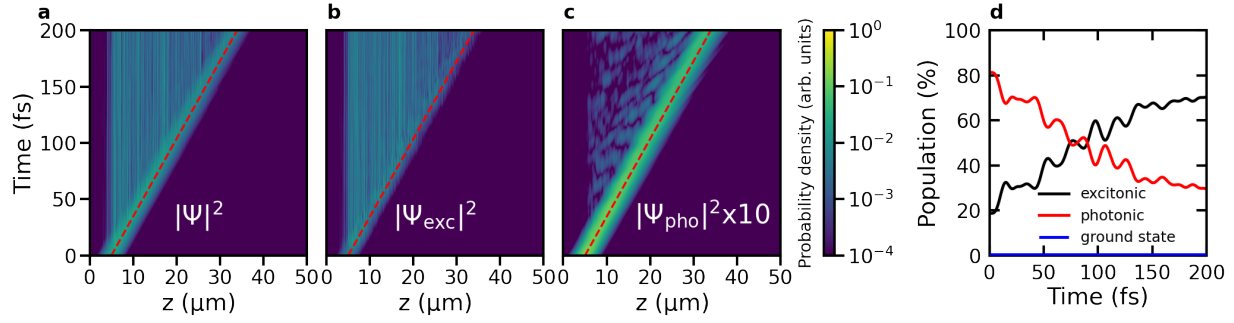 a
b
c
d
200
150
100
50
0
Time (fs)
|Ψ|²
0 10 20 30 40 50
z (μm)
|Ψexc|²
0 10 20 30 40 50
z (μm)
|Ψpho|²x10
0 10 20 30 40 50
z (μm)
Probability density (arb. units)
10⁰
10⁻¹
10⁻²
10⁻³
10⁻⁴
Population (%)
100
80
60
40
20
0
excitonic
photonic
ground state
0 50 100 150 200
Time (fs)